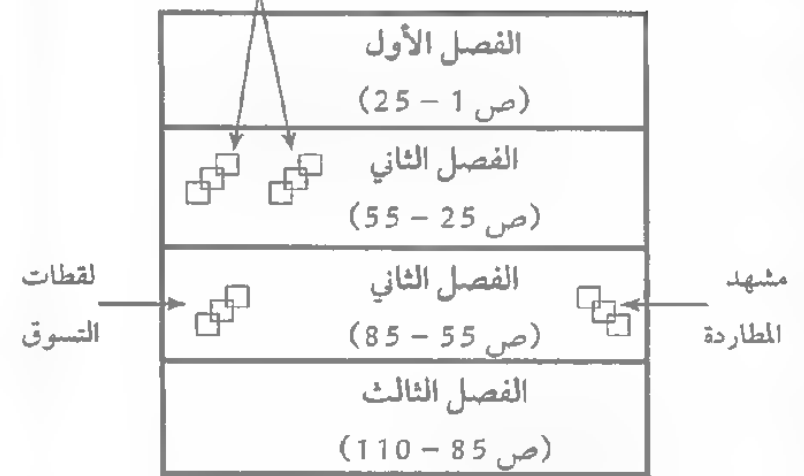 الفصل الأول
(ص 1 – 25)
الفصل الثاني
(ص 25 – 55)
الفصل الثاني
(ص 55 – 85)
مشهد
المطاردة
لقطات
التسوق
الفصل الثالث
(ص 85 – 110)